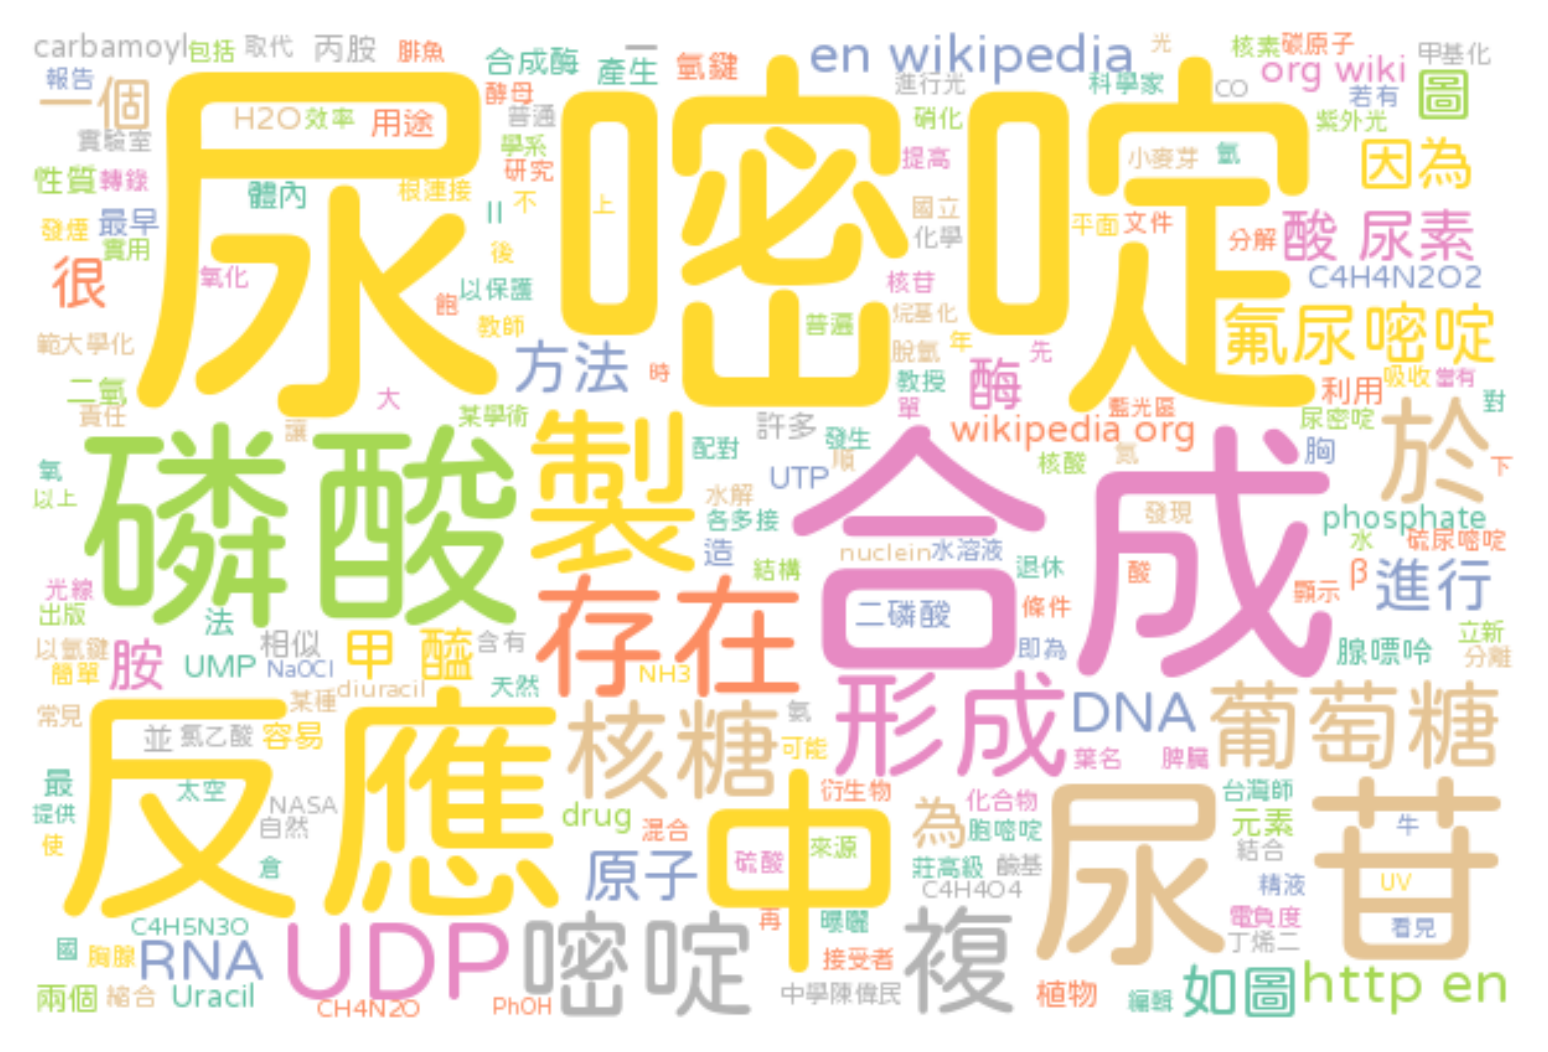 carbamoyl 包括 取代 丙胺 腓魚 合成酶 一 產生 氫鍵 en wikipedia 光 核素 碳原子 甲基化
報告 一個 酵母 進行光 科學家 CO org wiki 若有 圖
H2O 效率 用途 普通 硝化 紫外光
實驗室 學系 研究 提高 小麥芽 氫 因為
性質 轉錄 體內 根連接
尿嘧啶
發煙 最早 實用 II 不 上 國立 化學 平面 文件 分解 酸 尿素
很 氧化 後 以保護 飽 核苷 C4H4N2O2
範大學化 教師 普遍 烷基化 氟尿嘧啶
二氫 方法 時 脫氫 年 先 酶 教授 單 吸收 當有 利用 對
責任 大 讓 某學術 許多 藍光區 尿密啶
磷酸 製 配對 發生 順 wikipedia org 合成 胸 於
氧 以上 UTP 核酸 氮 下
水解 各多接 發現 phosphate
造 nuclein 水溶液 水 硫尿嘧啶
光線 結構 退休 酸 β 進行
出版 法 存在 二磷酸 條件 顯示
以氫鍵 胺 相似 甲 醯 含有 即為 腺嘌呤 立新 分離
簡單 UMP NaOCl NH3
某種 diuracil 天然 形成 DNA 葡萄糖
常見 並 氯乙酸 容易 核糖 氨 可能 葉名 脾臟
反應
最 太空 衍生物 台灣師
提供 NASA 自然 drug 混合 中 為 化合物 胞嘧啶 尿苷 元素 牛
使 倉 原子 硫酸 來源 莊高級 鹼基 結合
C4H4O4 精液 UV
C4H5N3O 再 曝曬 電負度 看見
國 胸腺 RNA UDP 嘧啶 接受者 複 丁烯二
兩個 縮合 Uracil CH4N2O PhOH 中學陳偉民 植物 編輯 如圖 http en